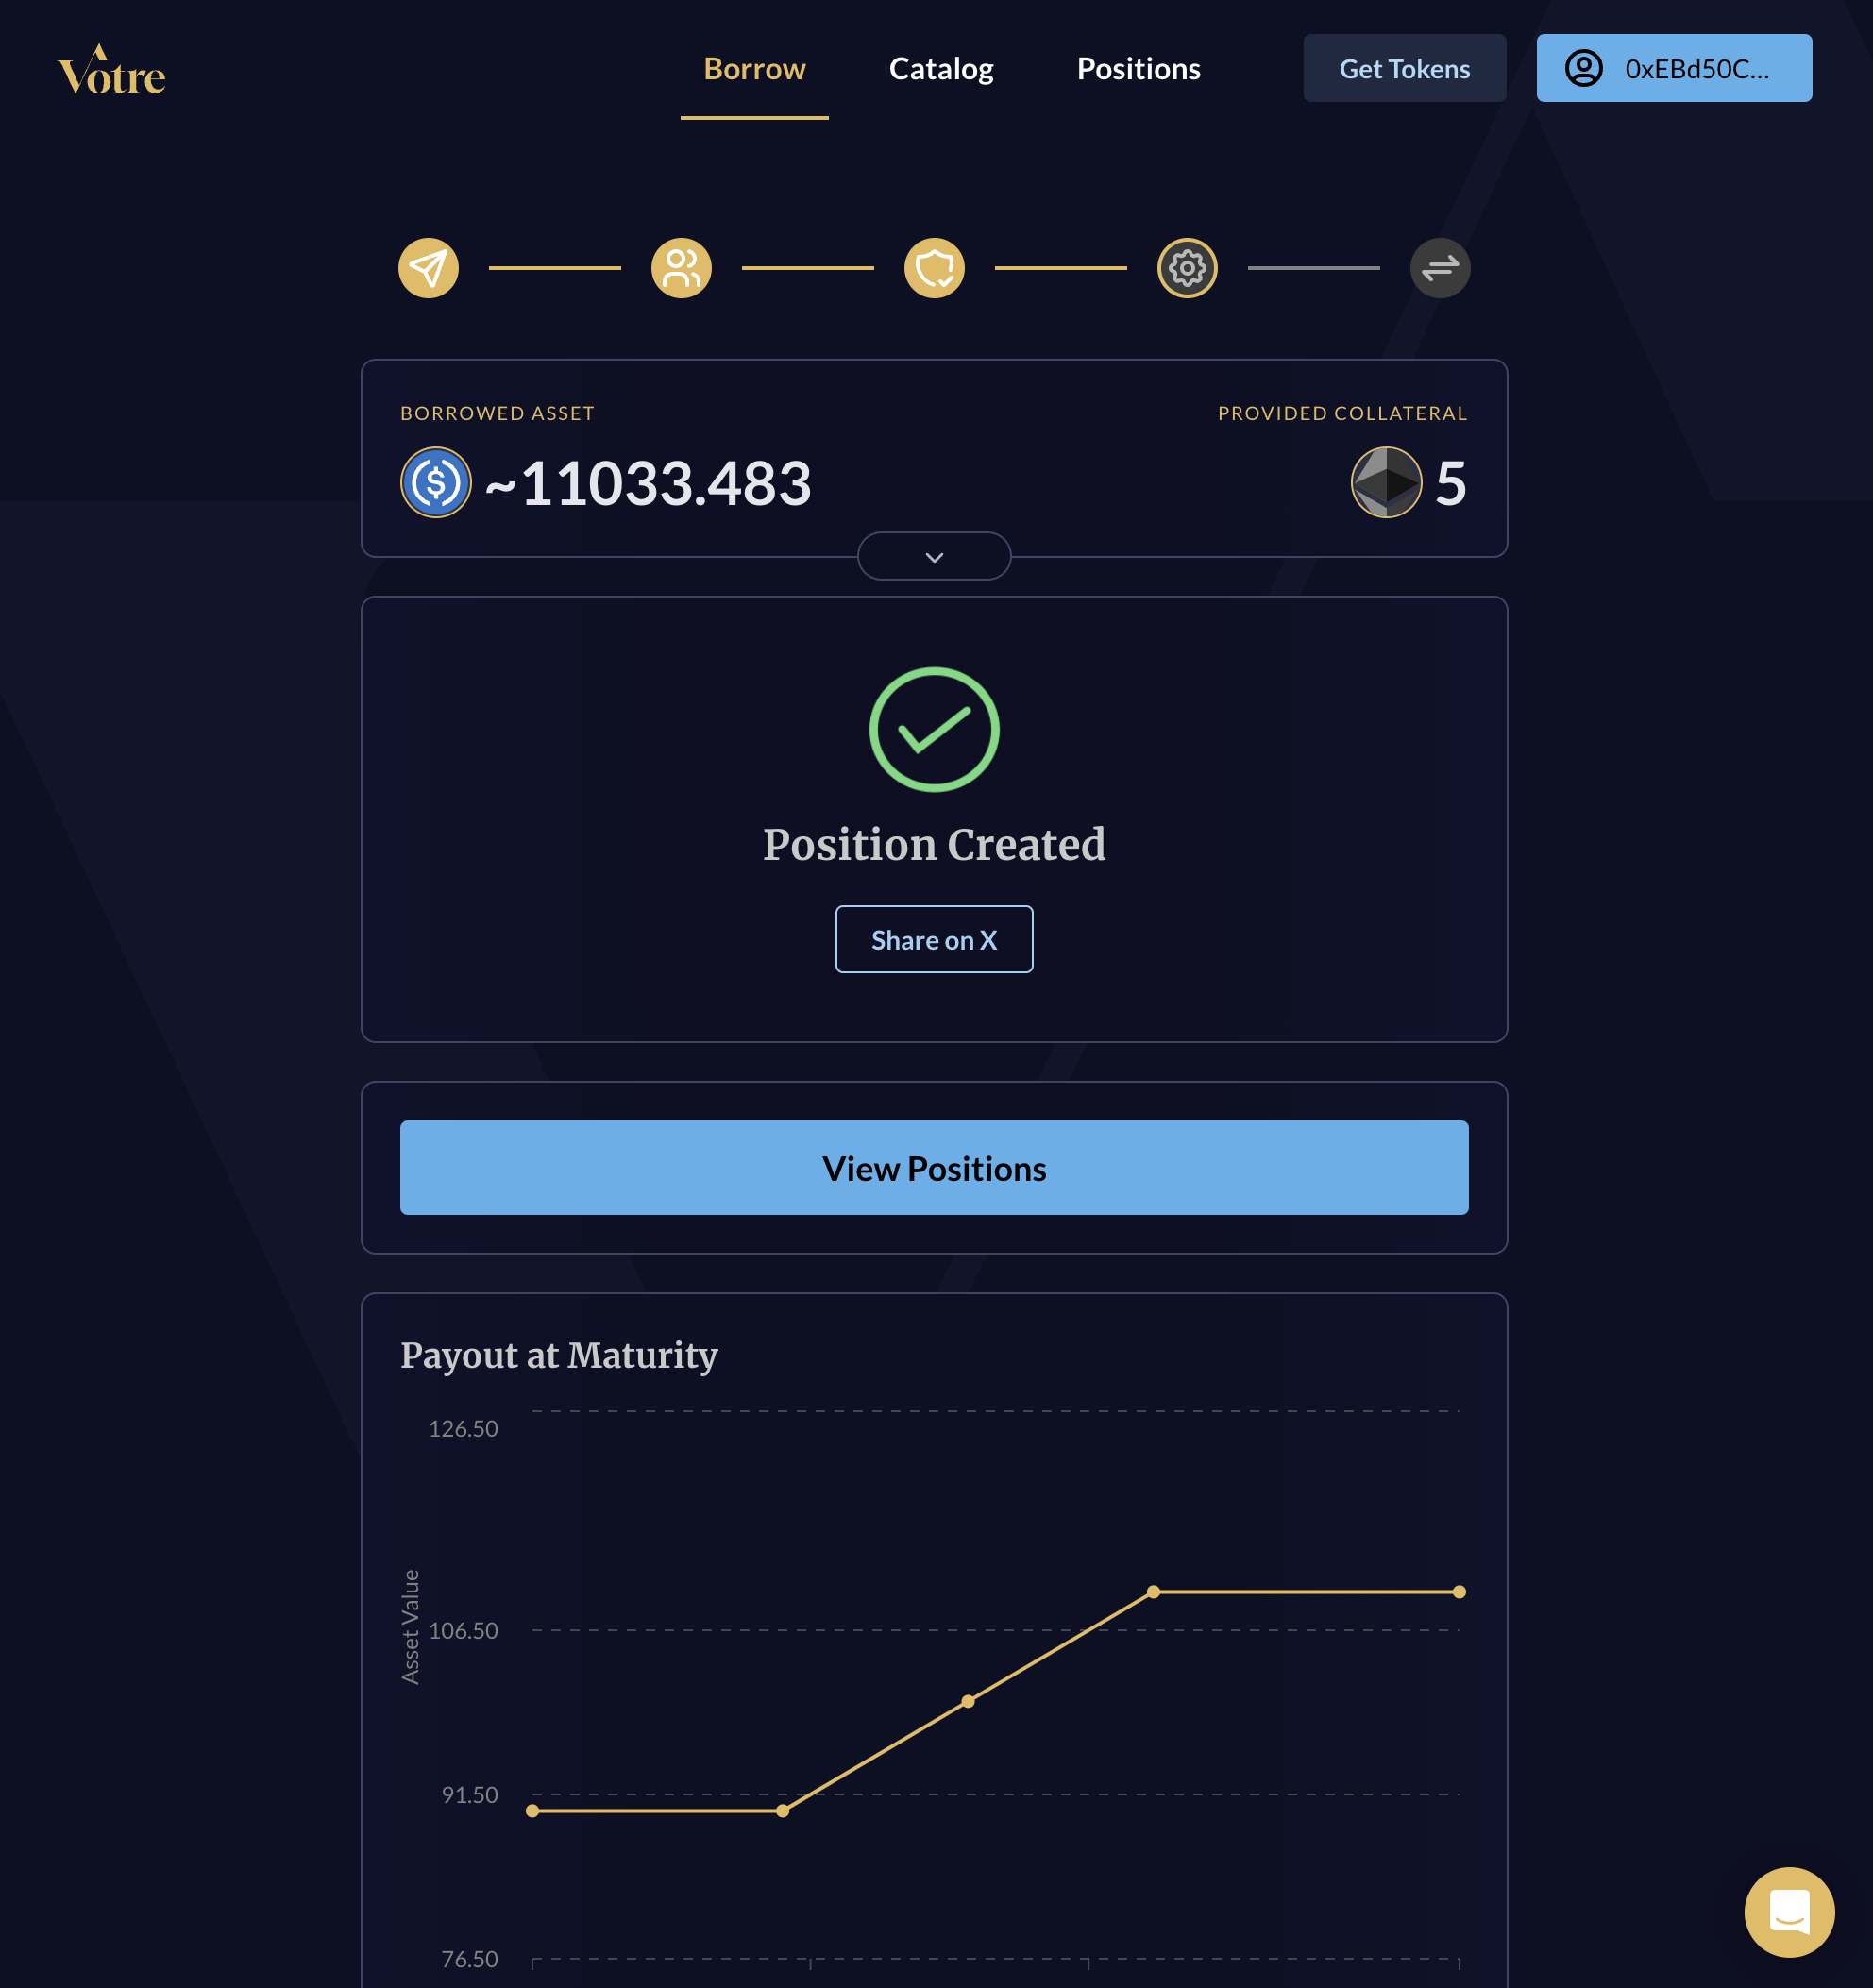 Votre
Borrow
Catalog
Positions
Get Tokens
0xEBd50C...
BORROWED ASSET
PROVIDED COLLATERAL
~11033.483
5
Position Created
Share on X
View Positions
Payout at Maturity
126.50
Asset Value
106.50
91.50
76.50